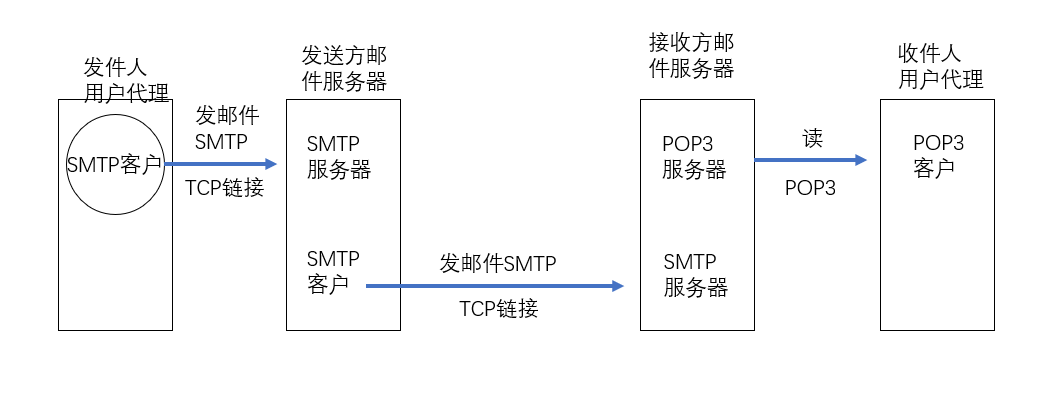 发件人
用户代理
SMTP客户
发邮件
SMTP
TCP链接
发送方邮
件服务器
SMTP
服务器
SMTP
客户
发邮件SMTP
TCP链接
接收方邮
件服务器
POP3
服务器
SMTP
服务器
读
POP3
收件人
用户代理
POP3
客户